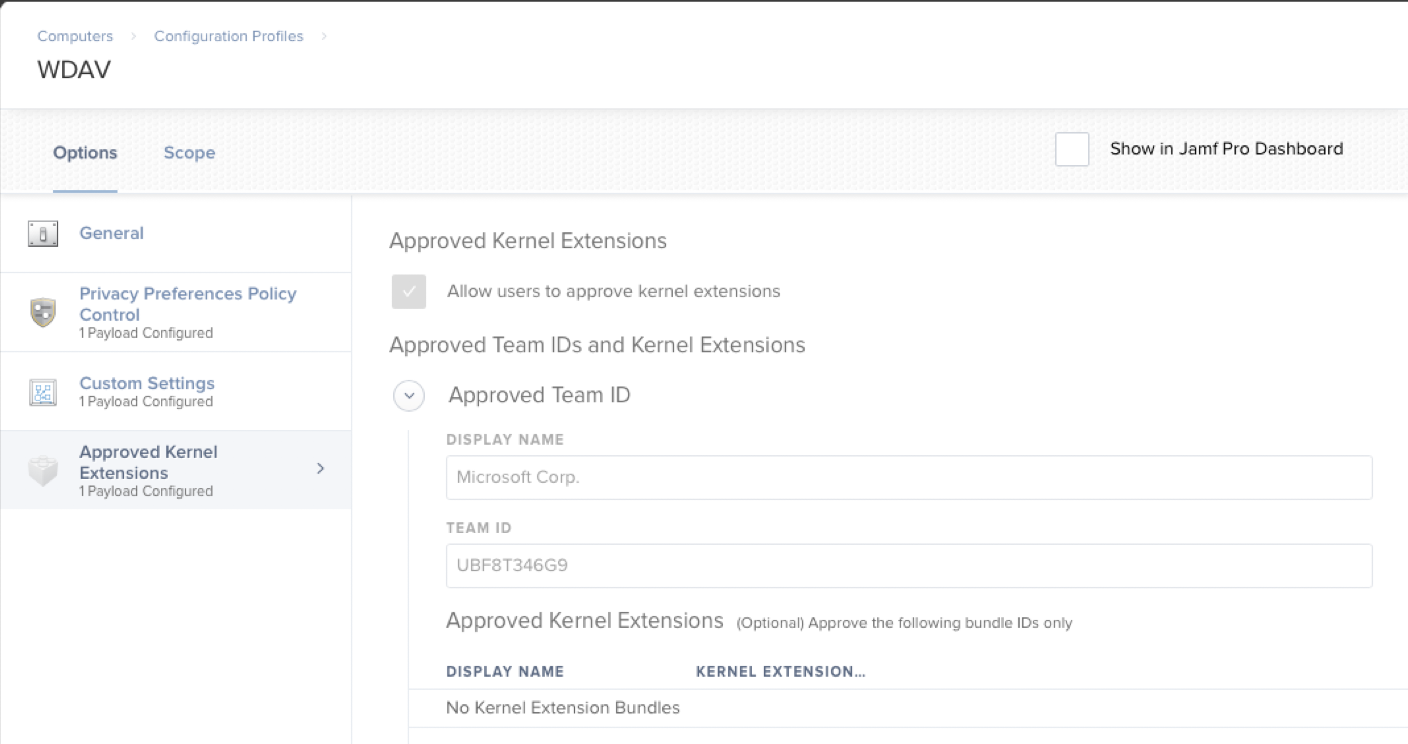 Computers > Configuration Profiles >
WDAV
Options Scope
Show in Jamf Pro Dashboard
General
Privacy Preferences Policy
Control
1 Payload Configured
Custom Settings
1 Payload Configured
Approved Kernel
Extensions
1 Payload Configured
Approved Kernel Extensions
Allow users to approve kernel extensions
Approved Team IDs and Kernel Extensions
Approved Team ID
DISPLAY NAME
Microsoft Corp.
TEAM ID
UBF8T346G9
Approved Kernel Extensions (Optional) Approve the following bundle IDs only
DISPLAY NAME KERNEL EXTENSION...
No Kernel Extension Bundles